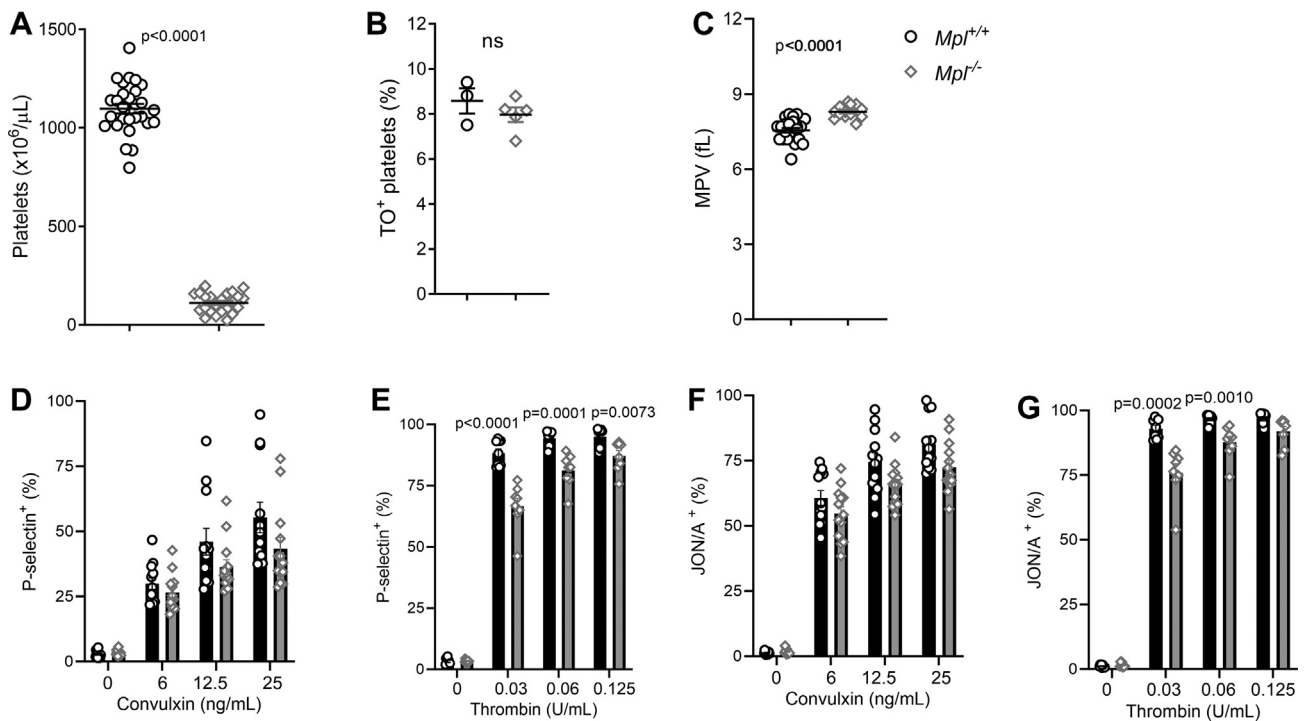 A
p<0.0001
Platelets (x10⁶/µL)
1500
1000
500
0
B
ns
TO⁺ platelets (%)
12
10
8
6
4
2
0
C
p<0.0001
MPV (fL)
12
9
6
3
0
Mpl⁺/⁺
Mpl⁻/⁻
D
P-selectin⁺ (%)
100
75
50
25
0
0 6 12.5 25
Convulxin (ng/mL)
E
p<0.0001 p=0.0001 p=0.0073
P-selectin⁺ (%)
100
75
50
25
0
0 0.03 0.06 0.125
Thrombin (U/mL)
F
JON/A ⁺ (%)
100
75
50
25
0
0 6 12.5 25
Convulxin (ng/mL)
G
p=0.0002 p=0.0010
JON/A ⁺ (%)
100
75
50
25
0
0 0.03 0.06 0.125
Thrombin (U/mL)